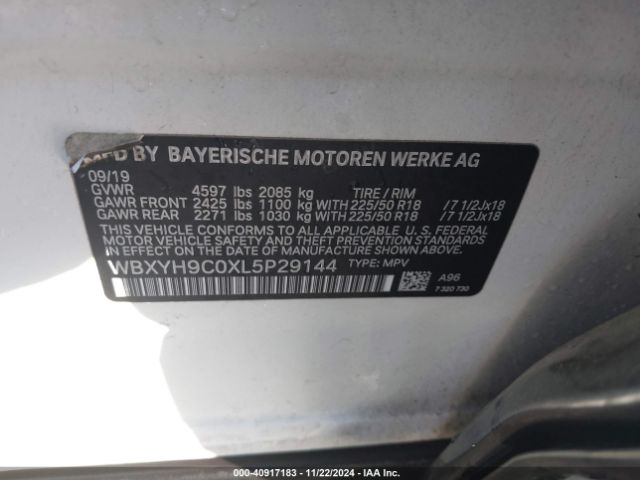 MFD BY BAYERISCHE MOTOREN WERKE AG
09/19
GVWR 4597 lbs 2085 kg TIRE / RIM
GAWR FRONT 2425 lbs 1100 kg WITH 225/50 R18 /7 1/2Jx18
GAWR REAR 2271 lbs 1030 kg WITH 225/50 R18 /7 1/2Jx18
THIS VEHICLE CONFORMS TO ALL APPLICABLE U. S. FEDERAL
MOTOR VEHICLE SAFETY, BUMPER, AND THEFT PREVENTION
STANDARDS IN EFFECT ON THE DATE OF MANUFACTURE SHOWN ABOVE.
WBXYH9C0XL5P29144 TYPE: MPV
A96
7 320 730
000-40917183 - 11/22/2024 - IAA Inc.